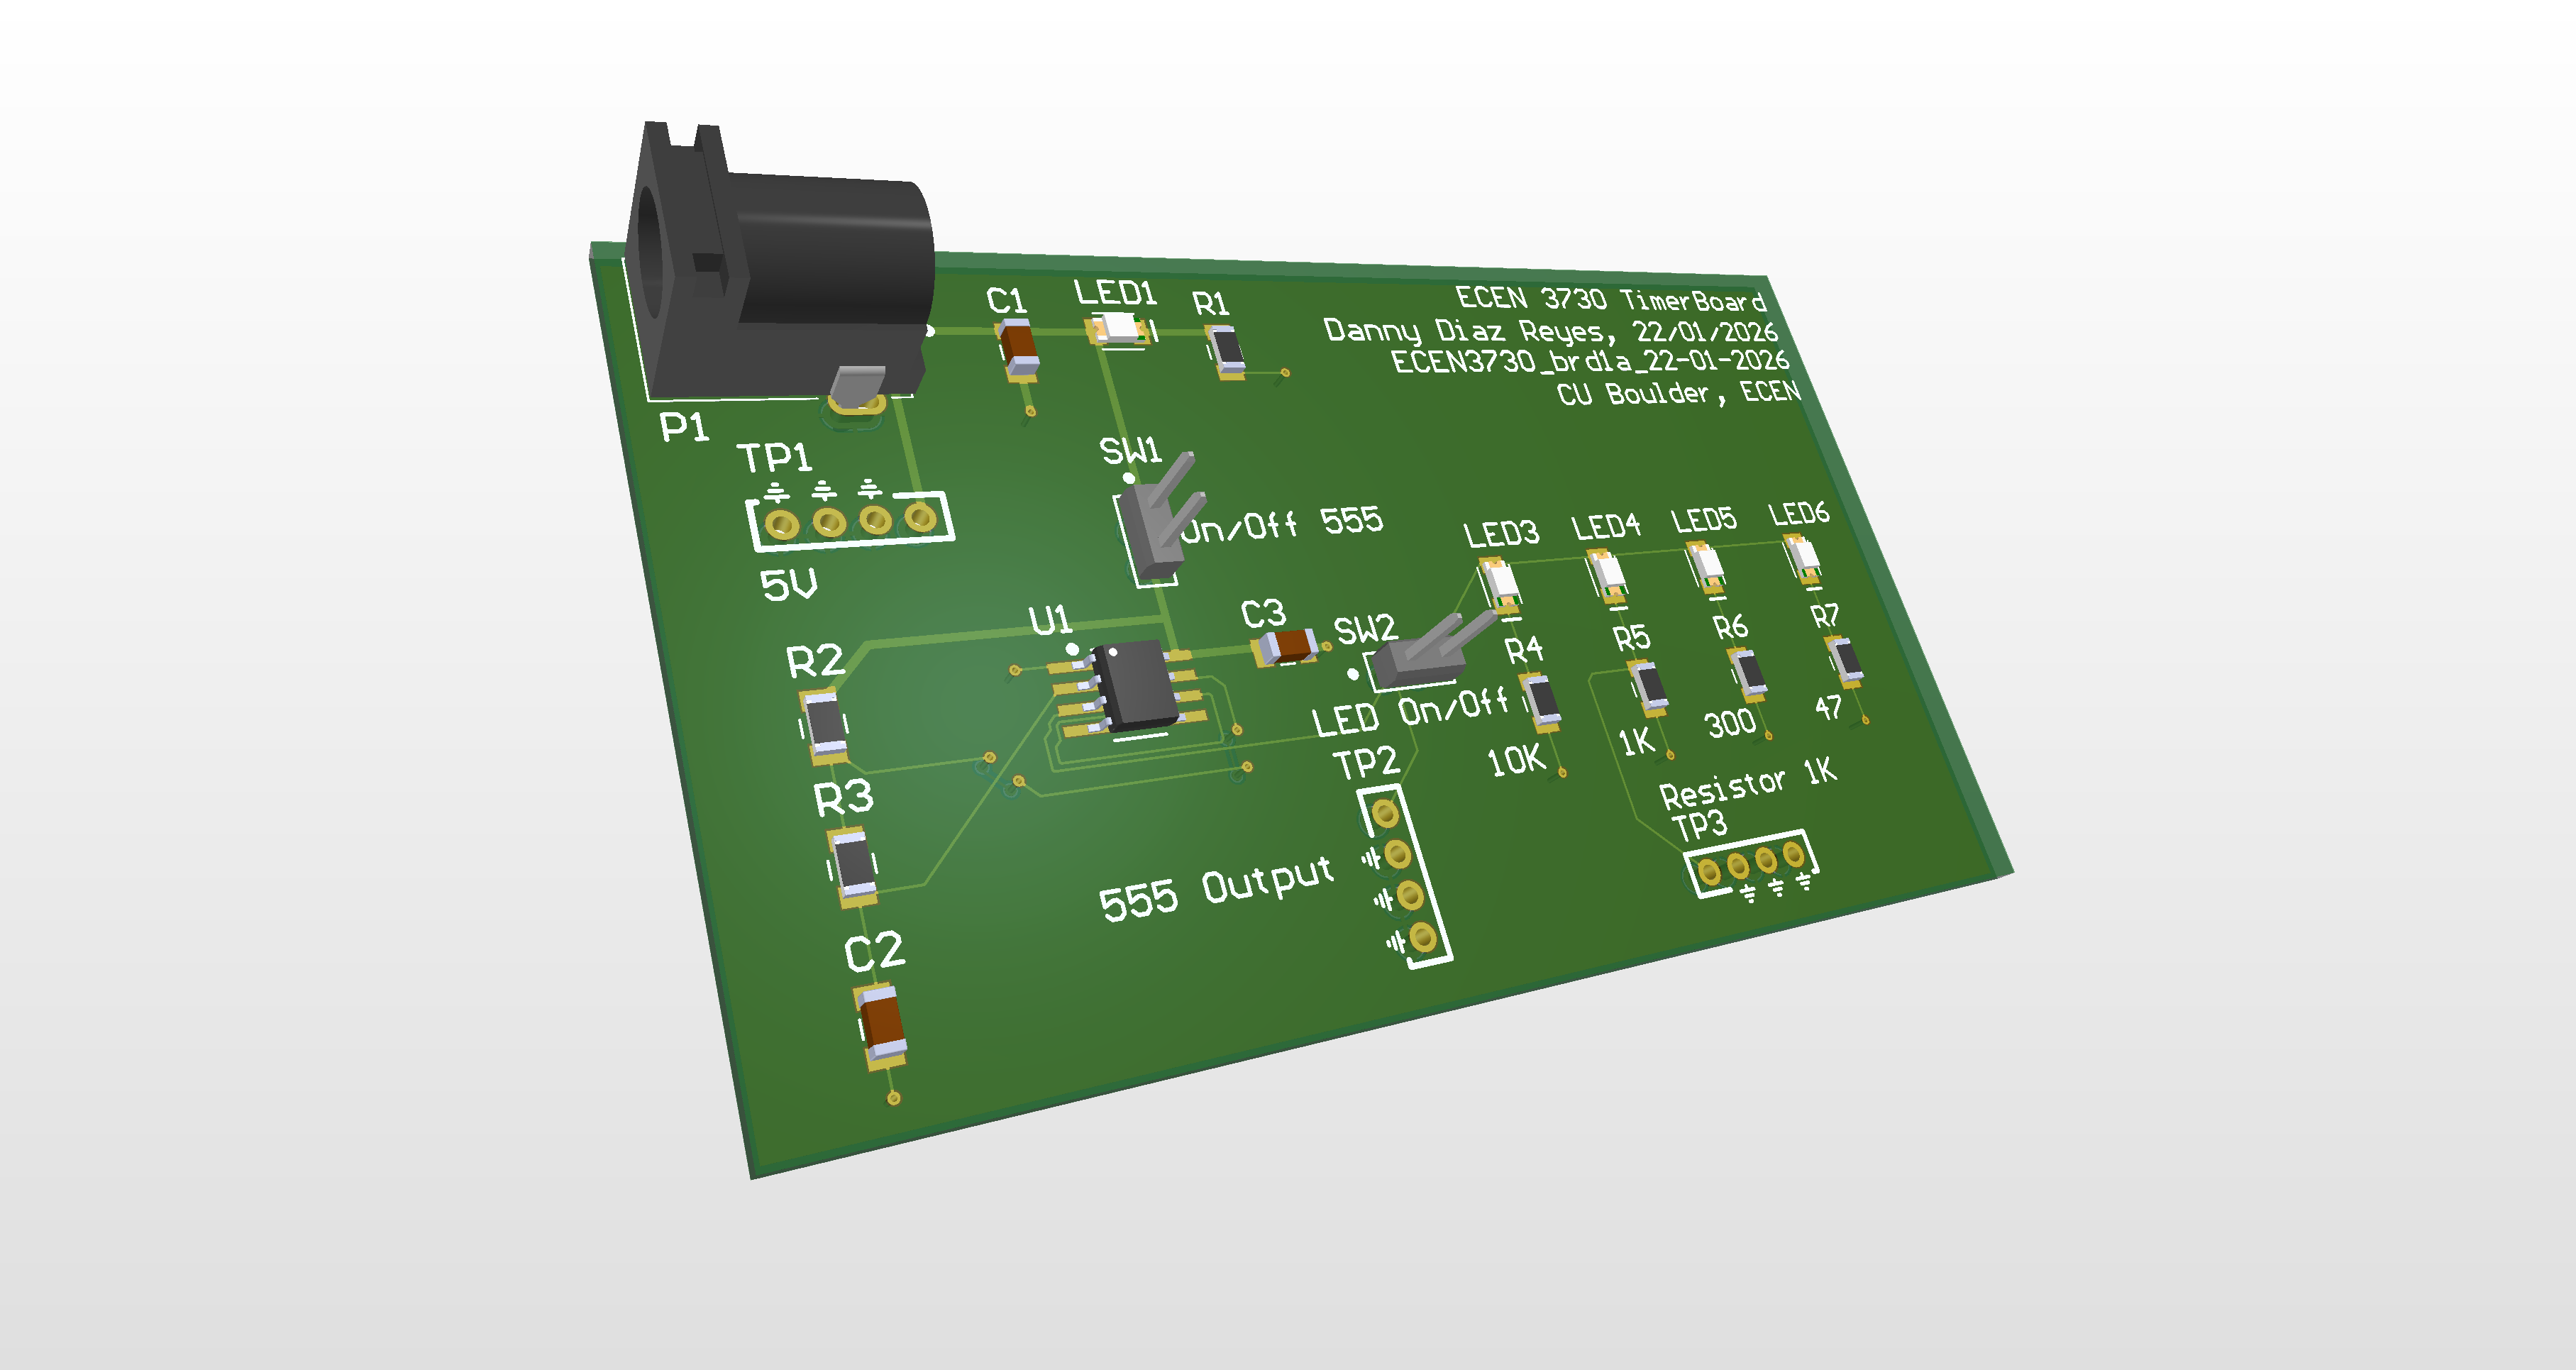 C1
LED1
R1
ECEN 3730 TimerBoard
Danny Diaz Reyes, 22/01/2026
ECEN3730_brd1a_22-01-2026
CU Boulder, ECEN
P1
TP1
5V
SW1
On/Off 555
LED3
LED4
LED5
LED6
U1
C3
SW2
R4
R5
R6
R7
LED On/Off
10K
1K
300
47
R2
R3
C2
TP2
555 Output
Resistor 1K
TP3